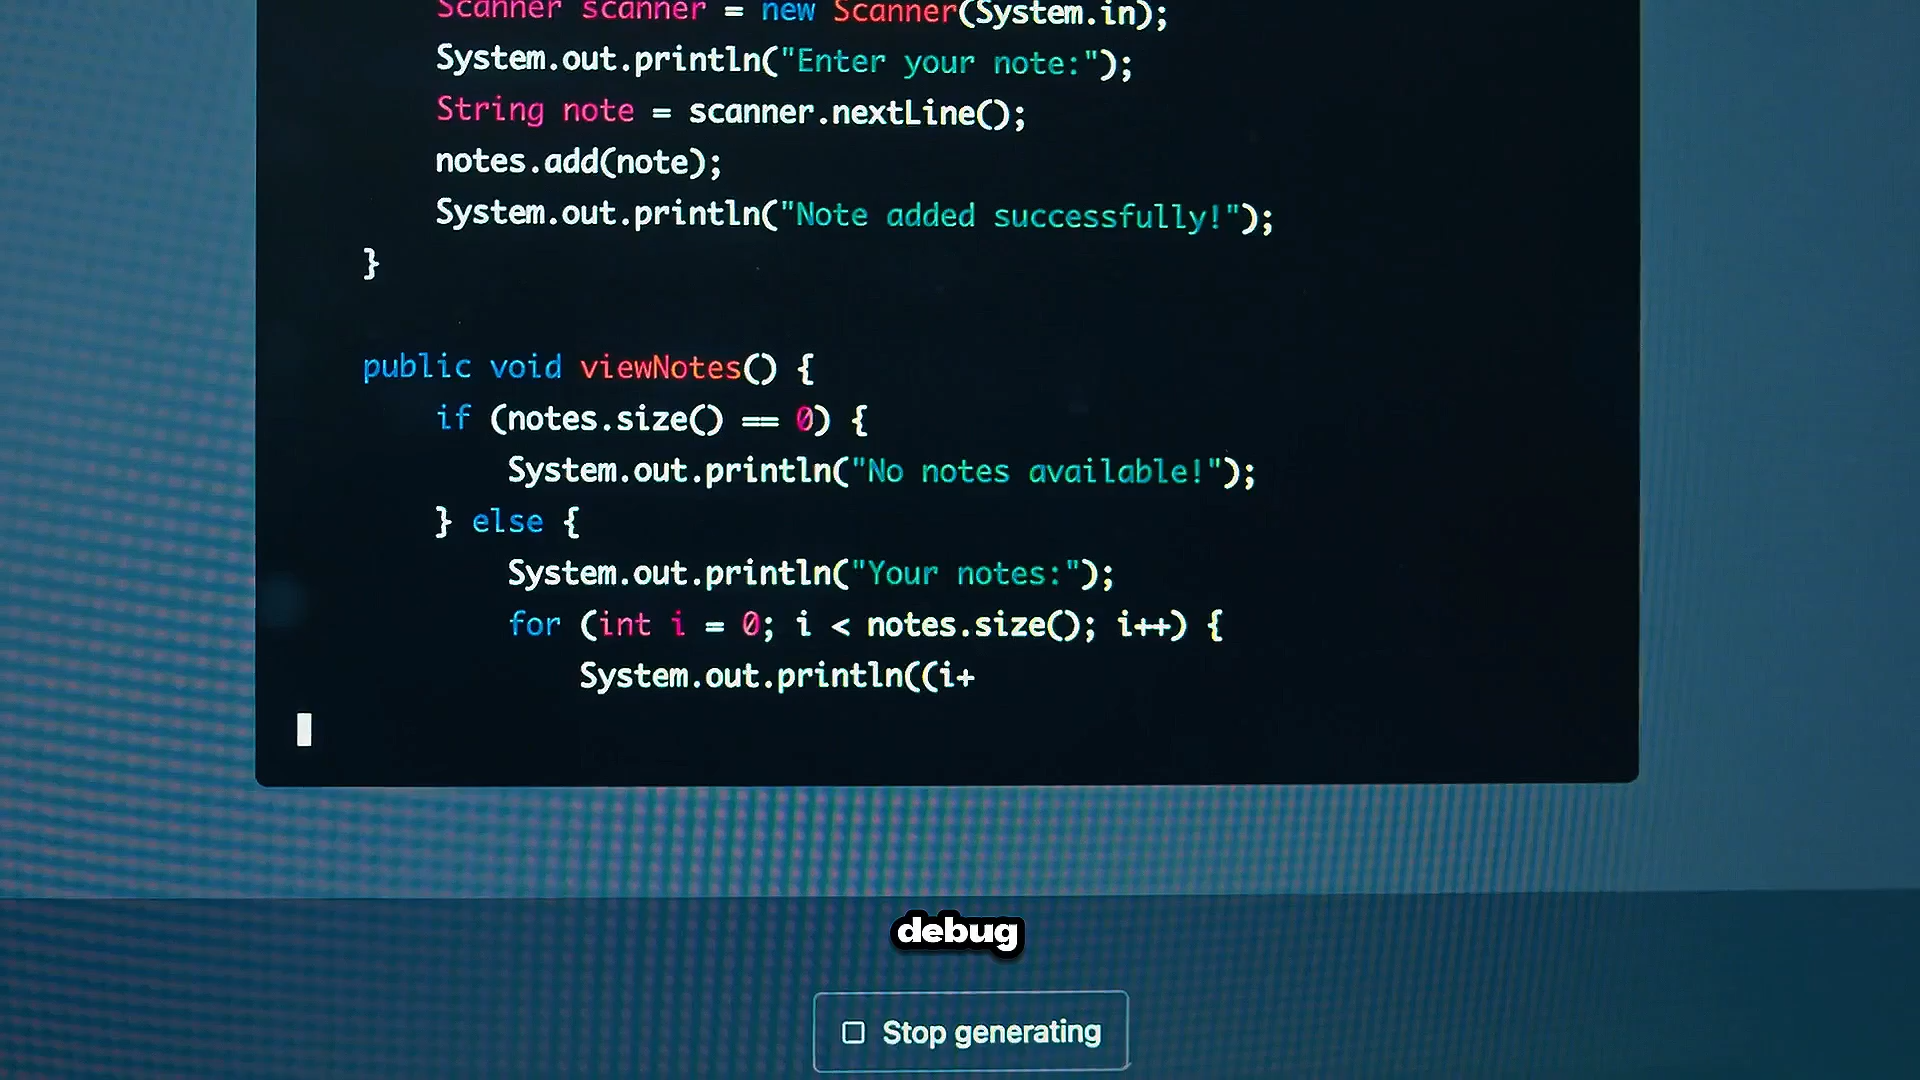 Scanner scanner = new Scanner(System.in);
System.out.println("Enter your note:");
String note = scanner.nextLine();
notes.add(note);
System.out.println("Note added successfully!");
}
public void viewNotes() {
if (notes.size() == 0) {
System.out.println("No notes available!");
} else {
System.out.println("Your notes:");
for (int i = 0; i < notes.size(); i++) {
System.out.println((i+
debug
Stop generating